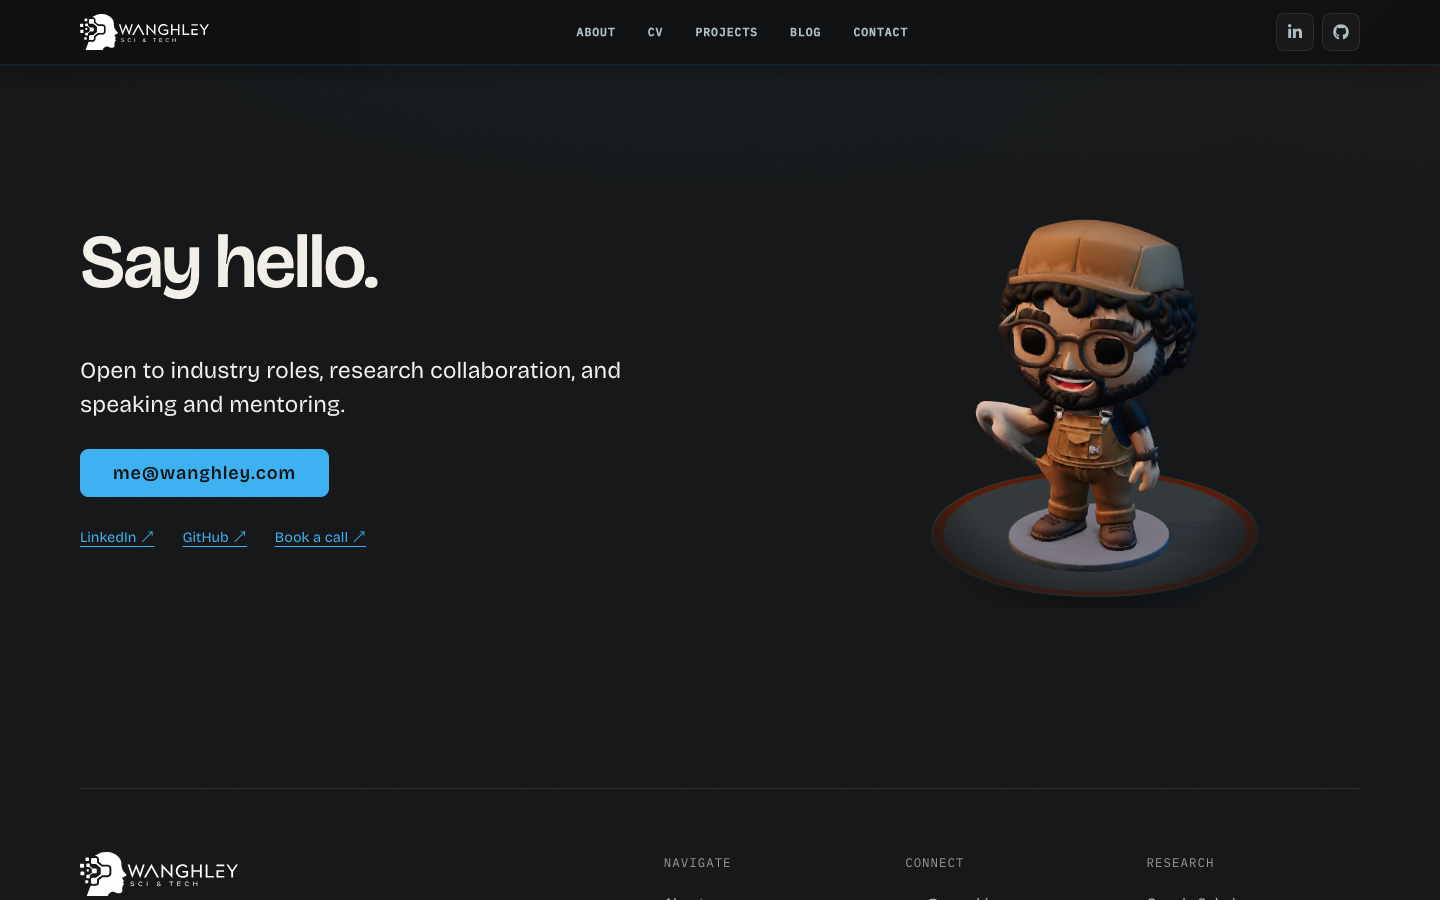 WANGHLEY
SCI & TECH
ABOUT
CV
PROJECTS
BLOG
CONTACT
in
Say hello.
Open to industry roles, research collaboration, and
speaking and mentoring.
me@wanghley.com
LinkedIn ↗
GitHub ↗
Book a call ↗
WANGHLEY
SCI & TECH
NAVIGATE
CONNECT
RESEARCH